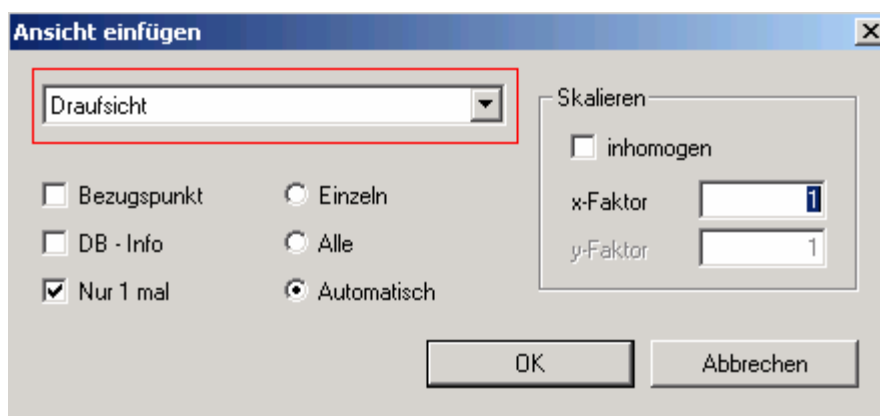 Ansicht einfügen
Draufsicht
Skalieren
inhomogen
Bezugspunkt
Einzeln
x-Faktor
1
DB - Info
Alle
y-Faktor
1
Nur 1 mal
Automatisch
OK
Abbrechen